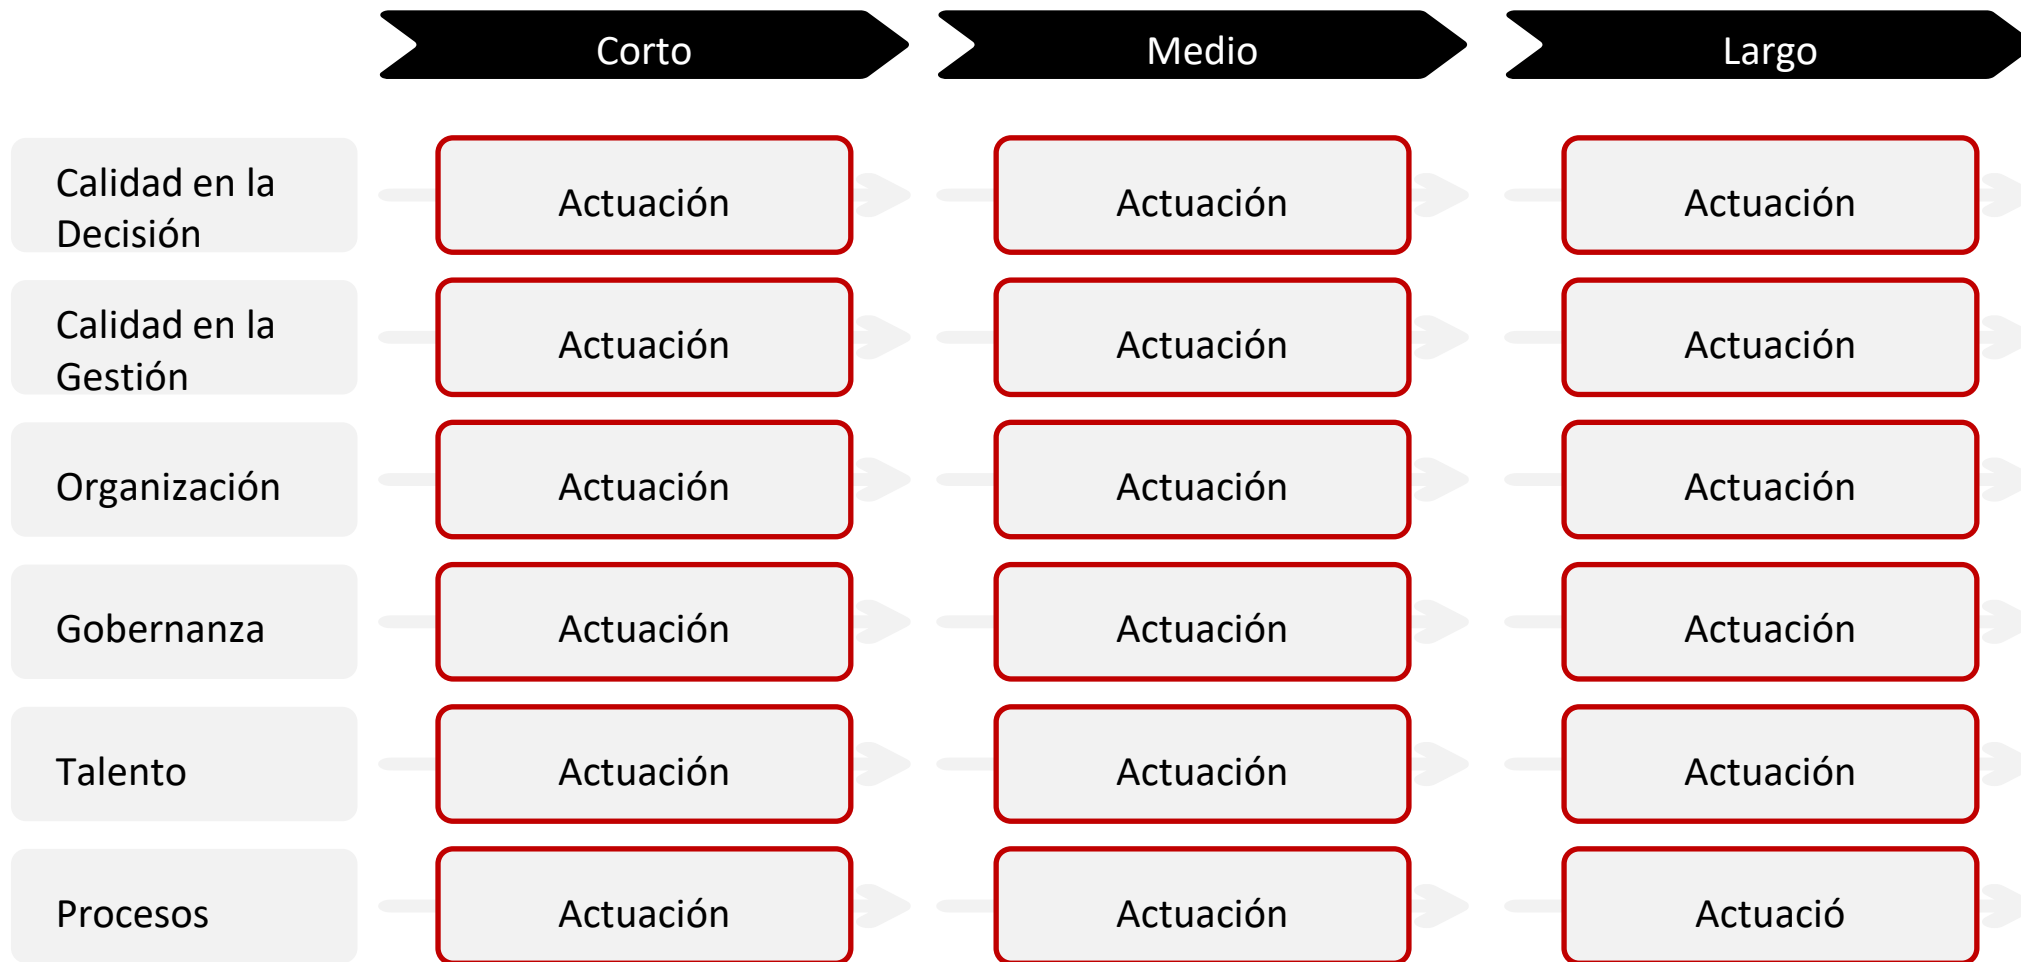 Corto
Medio
Largo
Calidad en la
Decisión
Actuación
Actuación
Actuación
Calidad en la
Gestión
Actuación
Actuación
Actuación
Organización
Actuación
Actuación
Actuación
Gobernanza
Actuación
Actuación
Actuación
Talento
Actuación
Actuación
Actuación
Procesos
Actuación
Actuación
Actuació